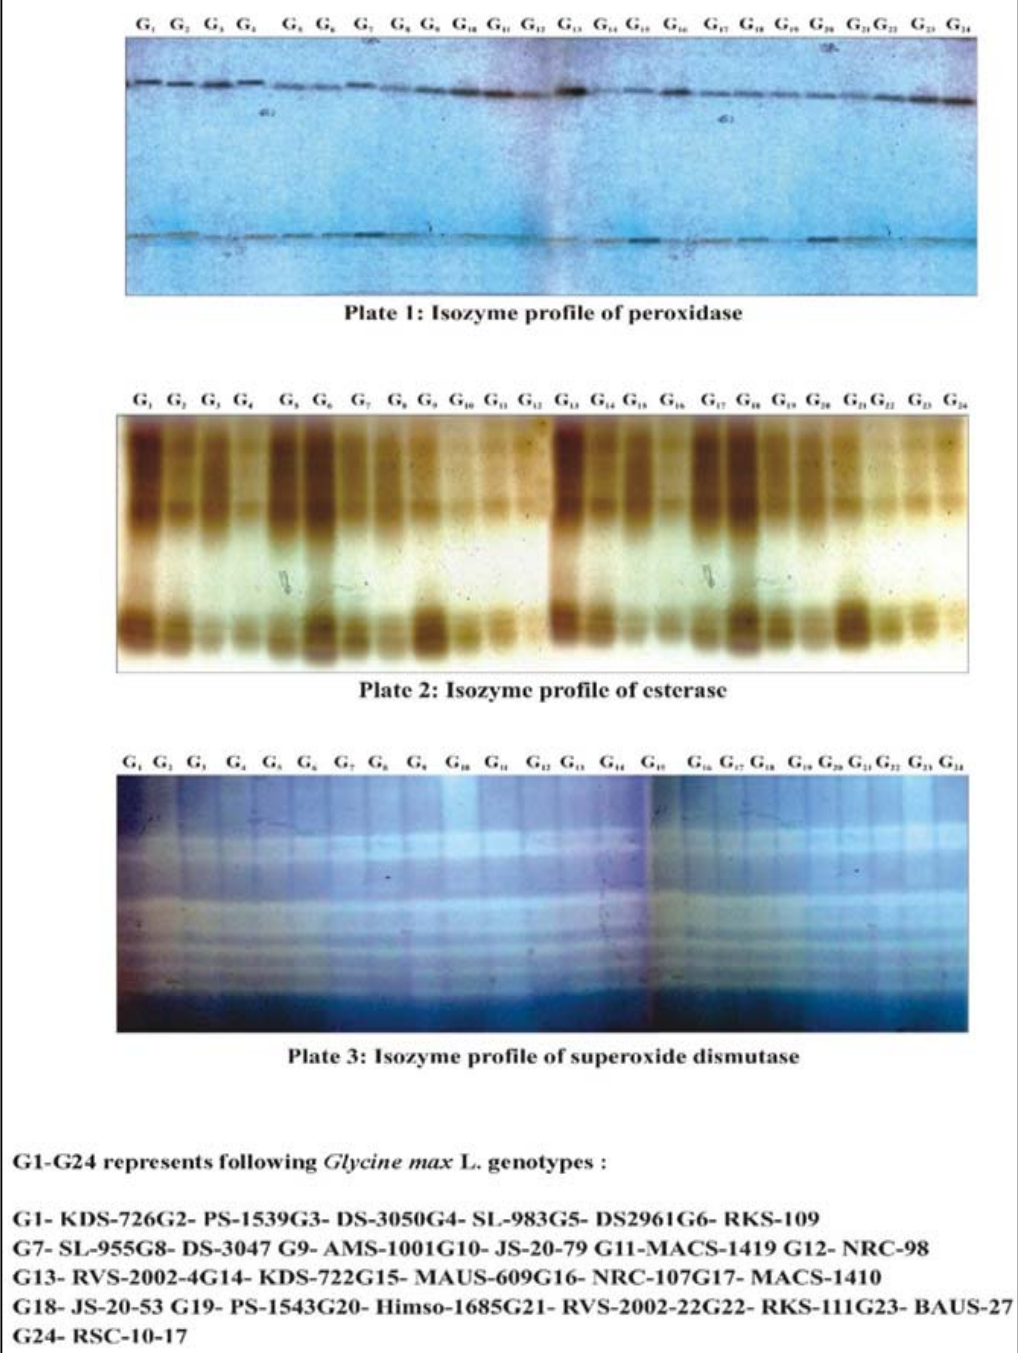 G₁ G₂ G₃ G₄ G₅ G₆ G₇ G₈ G₉ G₁₀ G₁₁ G₁₂ G₁₃ G₁₄ G₁₅ G₁₆ G₁₇ G₁₈ G₁₉ G₂₀ G₂₁ G₂₂ G₂₃ G₂₄
Plate 1: Isozyme profile of peroxidase
G₁ G₂ G₃ G₄ G₅ G₆ G₇ G₈ G₉ G₁₀ G₁₁ G₁₂ G₁₃ G₁₄ G₁₅ G₁₆ G₁₇ G₁₈ G₁₉ G₂₀ G₂₁ G₂₂ G₂₃ G₂₄
Plate 2: Isozyme profile of esterase
G₁ G₂ G₃ G₄ G₅ G₆ G₇ G₈ G₉ G₁₀ G₁₁ G₁₂ G₁₃ G₁₄ G₁₅ G₁₆ G₁₇ G₁₈ G₁₉ G₂₀ G₂₁ G₂₂ G₂₃ G₂₄
Plate 3: Isozyme profile of superoxide dismutase
G1-G24 represents following Glycine max L. genotypes :
G1- KDS-726G2- PS-1539G3- DS-3050G4- SL-983G5- DS2961G6- RKS-109
G7- SL-955G8- DS-3047 G9- AMS-1001G10- JS-20-79 G11-MACS-1419 G12- NRC-98
G13- RVS-2002-4G14- KDS-722G15- MAUS-609G16- NRC-107G17- MACS-1410
G18- JS-20-53 G19- PS-1543G20- Himso-1685G21- RVS-2002-22G22- RKS-111G23- BAUS-27
G24- RSC-10-17